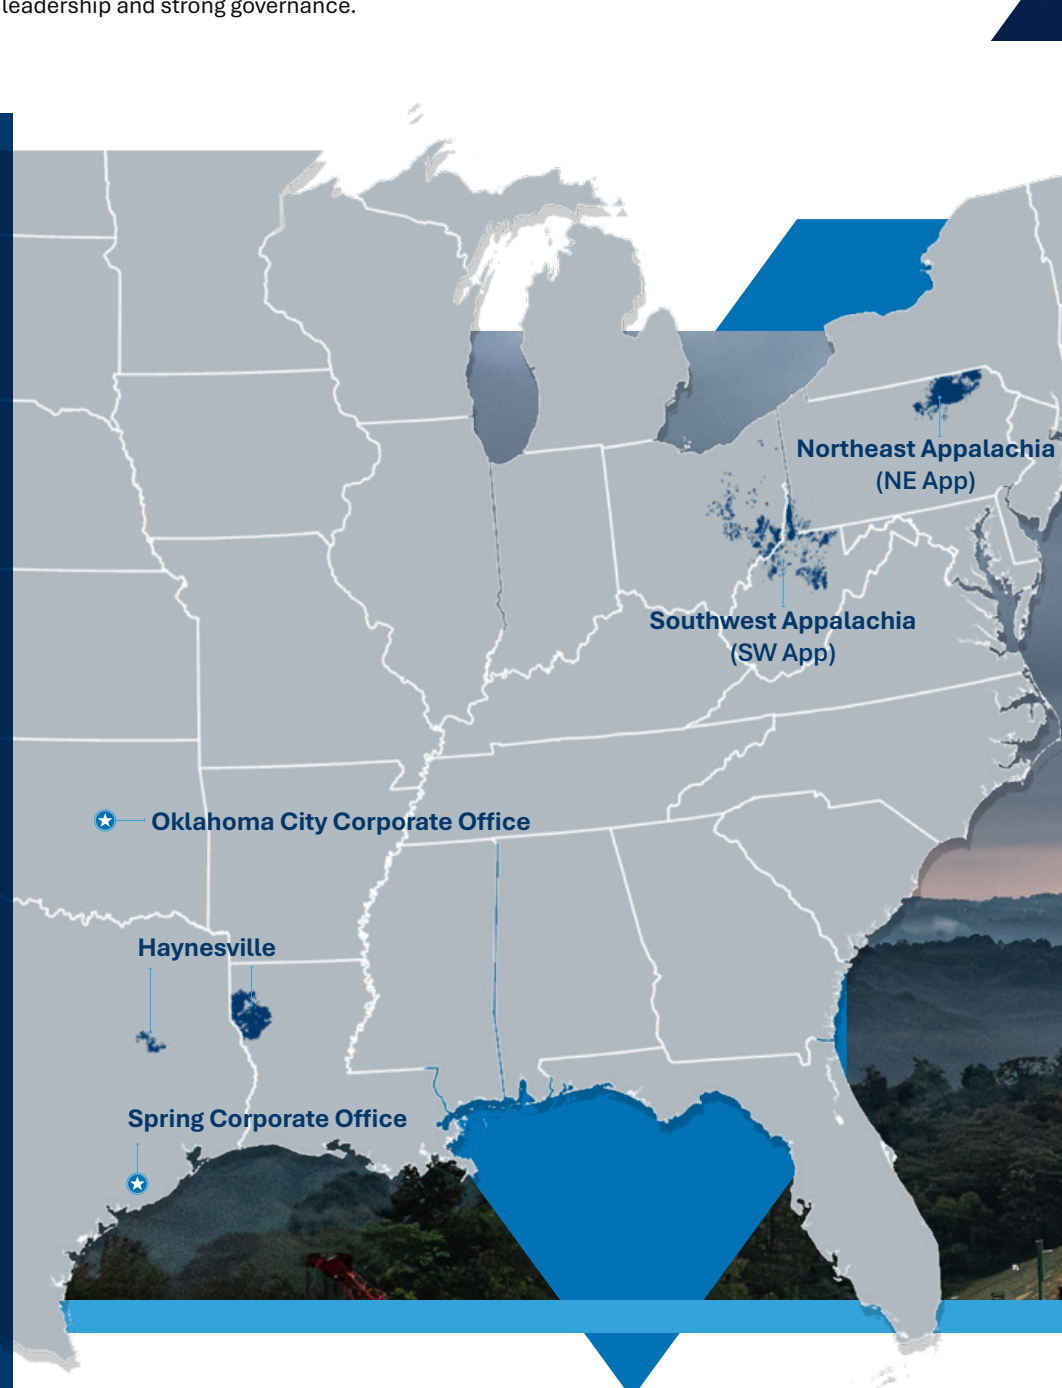 leadership and strong governance.
Northeast Appalachia
(NE App)
Southwest Appalachia
(SW App)
Oklahoma City Corporate Office
Haynesville
Spring Corporate Office